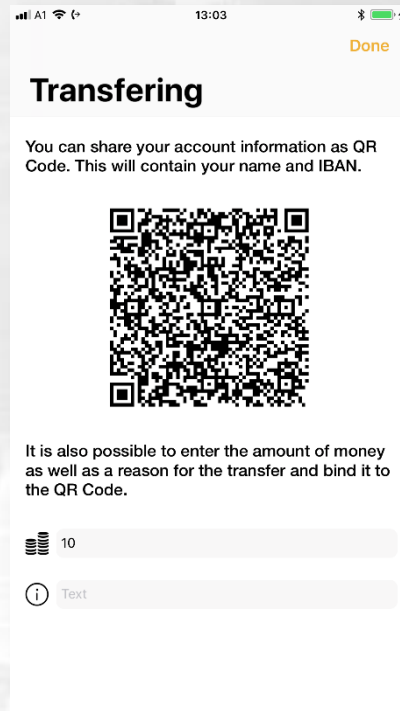 A1 13:03
Done
Transfering
You can share your account information as QR
Code. This will contain your name and IBAN.
It is also possible to enter the amount of money
as well as a reason for the transfer and bind it to
the QR Code.
10
Text